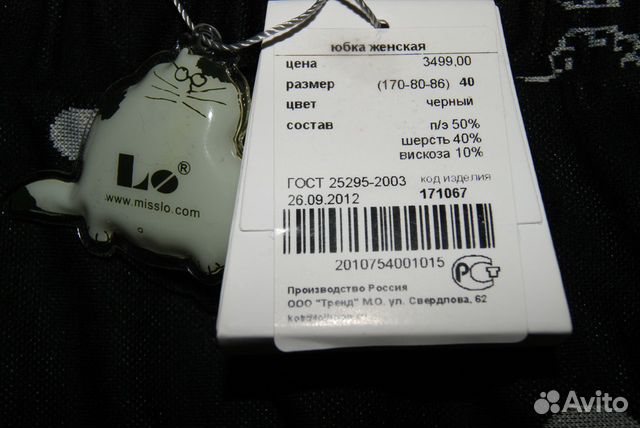 юбка женская
цена 3499,00
размер (170-80-86) 40
цвет черный
состав п/э 50%
шерсть 40%
вискоза 10%
ГОСТ 25295-2003 код изделия
26.09.2012 171067
2010754001015
РСТ
Производство Россия
ООО "Тренд" М.О. ул. Свердлова, 62
Lo®
www.misslo.com
Avito